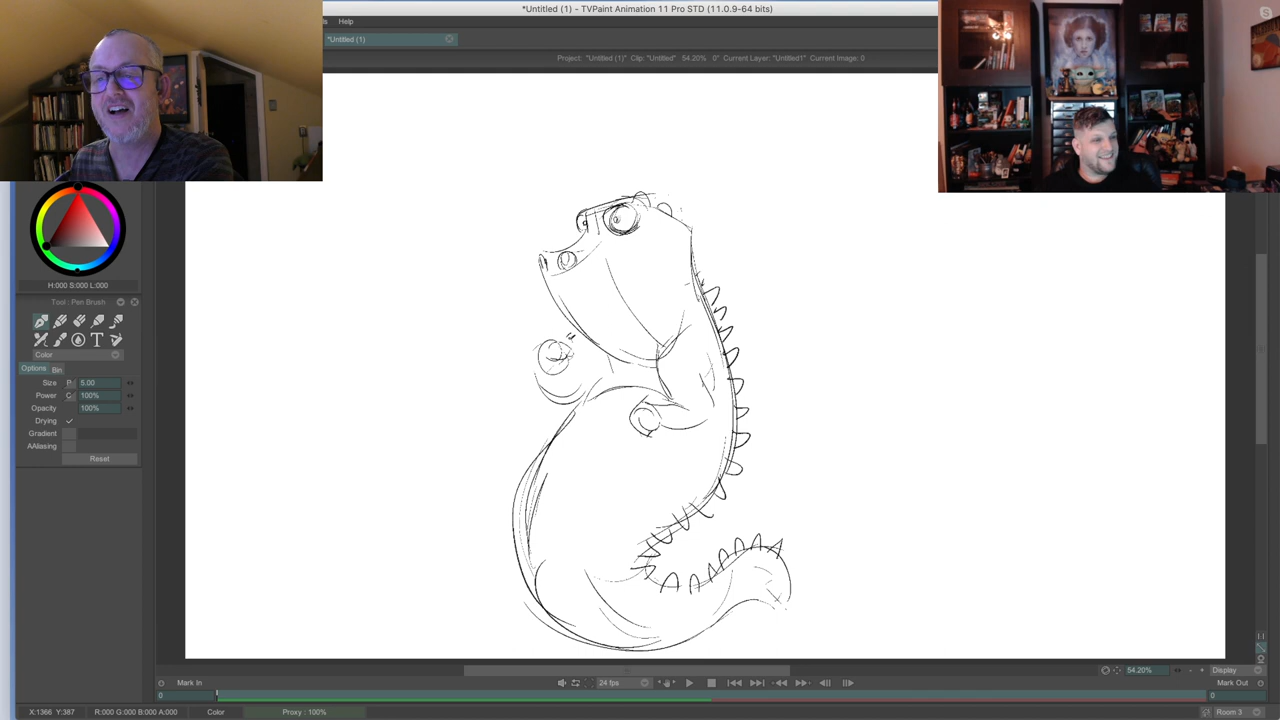 *Untitled (1) - TVPaint Animation 11 Pro STD (11.0.9-64 bits)
Help
*Untitled (1)
Project: "Untitled (1)" Clip: "Untitled" 54.20% 0° Current Layer: "Untitled1" Current Image: 0
H:000 S:000 L:000
Tool : Pen Brush
T
Color
Options Bin
Size P 5.00
Power C 100%
Opacity 100%
Drying
Gradient
AAliasing
Reset
54.20% Display
Mark In 24 fps Mark Out
0 0
X:1366 Y:387 R:000 G:000 B:000 A:000 Color Proxy : 100% Room 3